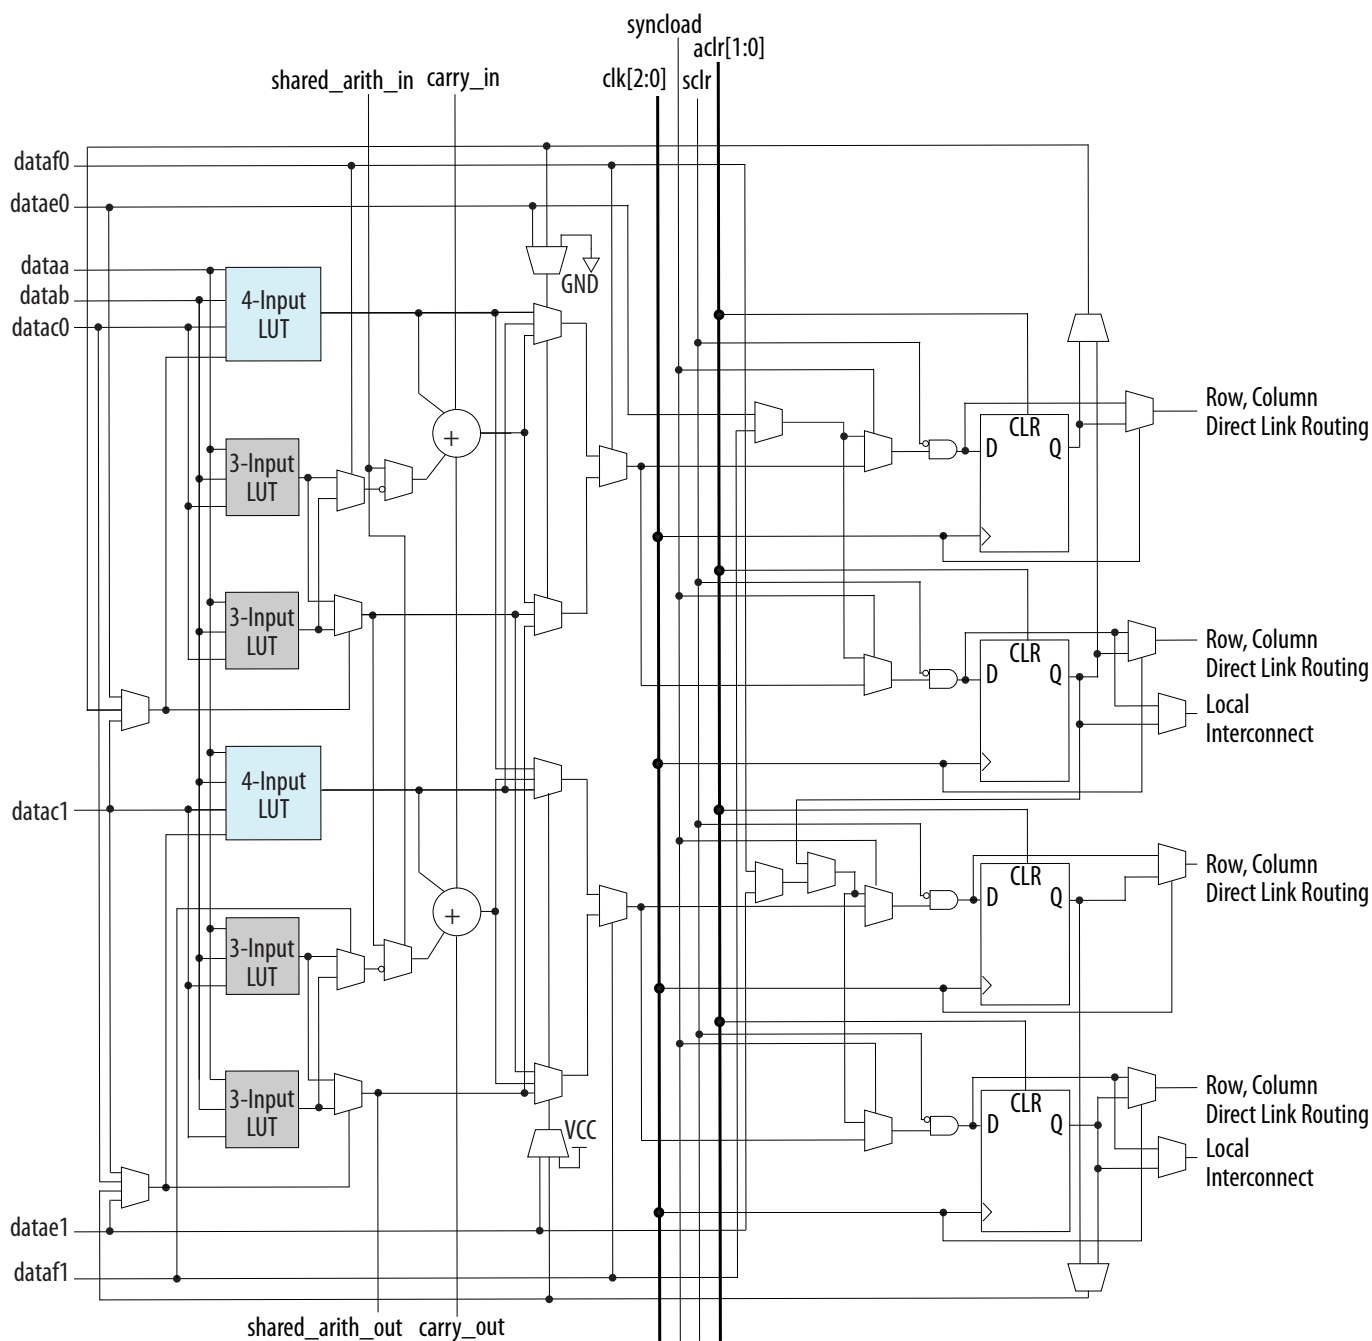 syncload
aclr[1:0]
shared_arith_in
carry_in
clk[2:0]
sclr
dataf0
datae0
dataa
datab
datac0
4-Input
LUT
GND
3-Input
LUT
+
CLR
D
Q
Row, Column
Direct Link Routing
3-Input
LUT
CLR
D
Q
Row, Column
Direct Link Routing
Local
Interconnect
datac1
4-Input
LUT
+
3-Input
LUT
CLR
D
Q
Row, Column
Direct Link Routing
3-Input
LUT
VCC
CLR
D
Q
Row, Column
Direct Link Routing
Local
Interconnect
datae1
dataf1
shared_arith_out
carry_out